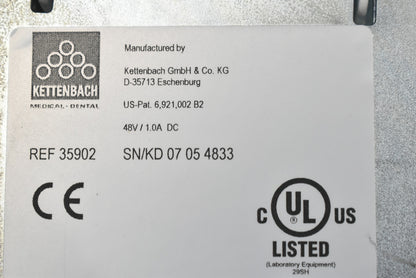 KETTENBACH
MEDICAL - DENTAL
Manufactured by
Kettenbach GmbH & Co. KG
D-35713 Eschenburg
US-Pat. 6,921,002 B2
48V / 1.0A DC
REF 35902
SN/KD 07 05 4833
CE
C UL US
LISTED
(Laboratory Equipment)
29SH